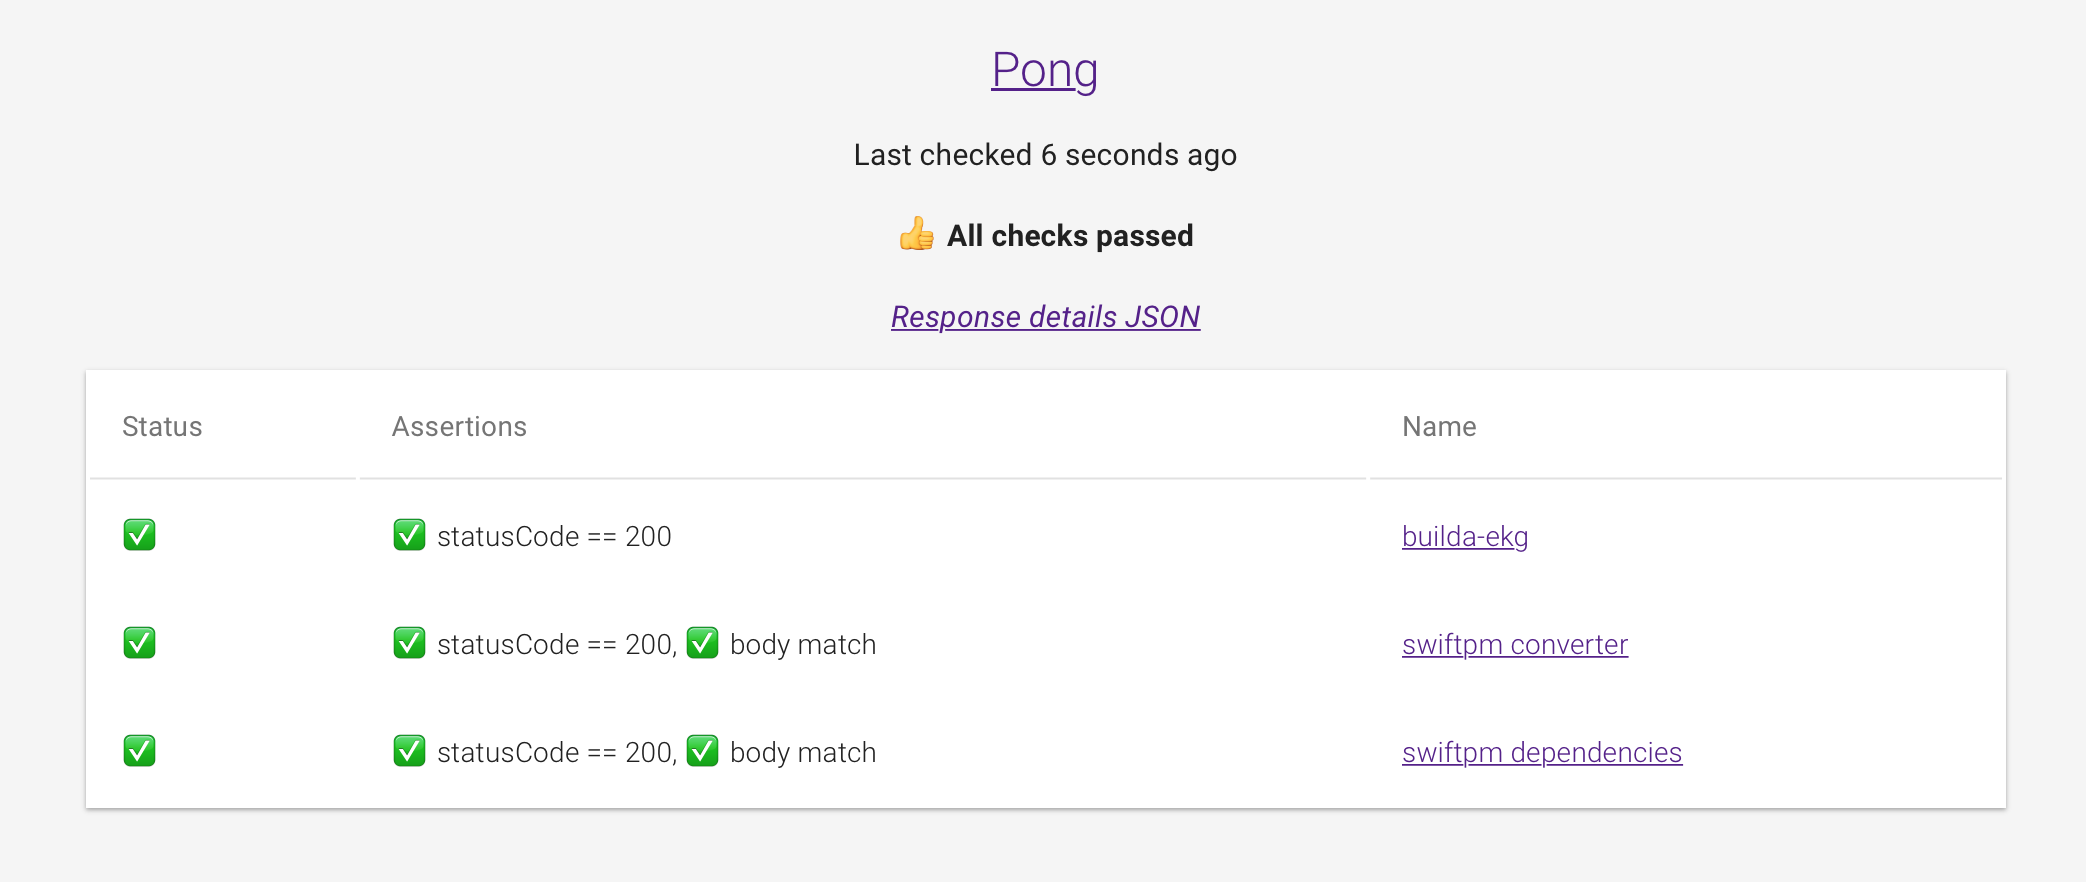 Pong
Last checked 6 seconds ago
👍 All checks passed
Response details JSON
Status Assertions Name
✅ ✅ statusCode == 200 builda-ekg
✅ ✅ statusCode == 200, ✅ body match swiftpm converter
✅ ✅ statusCode == 200, ✅ body match swiftpm dependencies